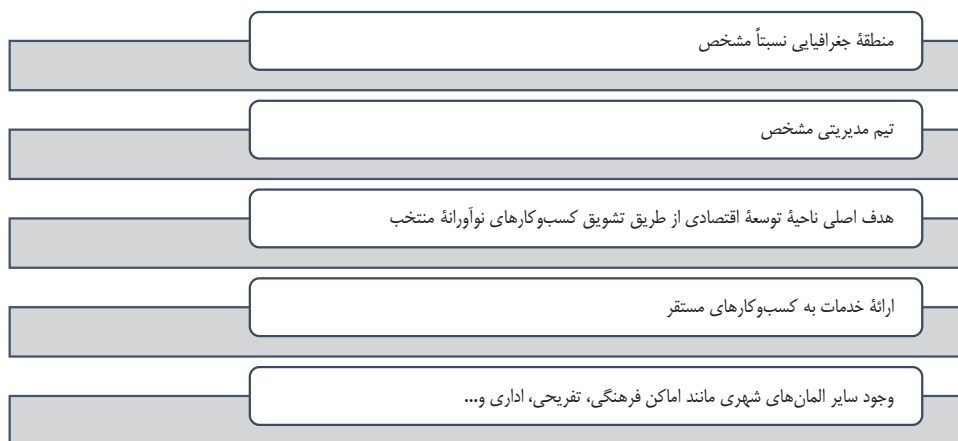 منطقهٔ جغرافیایی نسبتاً مشخص
تیم مدیریتی مشخص
هدف اصلی ناحیهٔ توسعهٔ اقتصادی از طریق تشویق کسب‌وکارهای نوآورانهٔ منتخب
ارائهٔ خدمات به کسب‌وکارهای مستقر
وجود سایر المان‌های شهری مانند اماکن فرهنگی، تفریحی، اداری و...